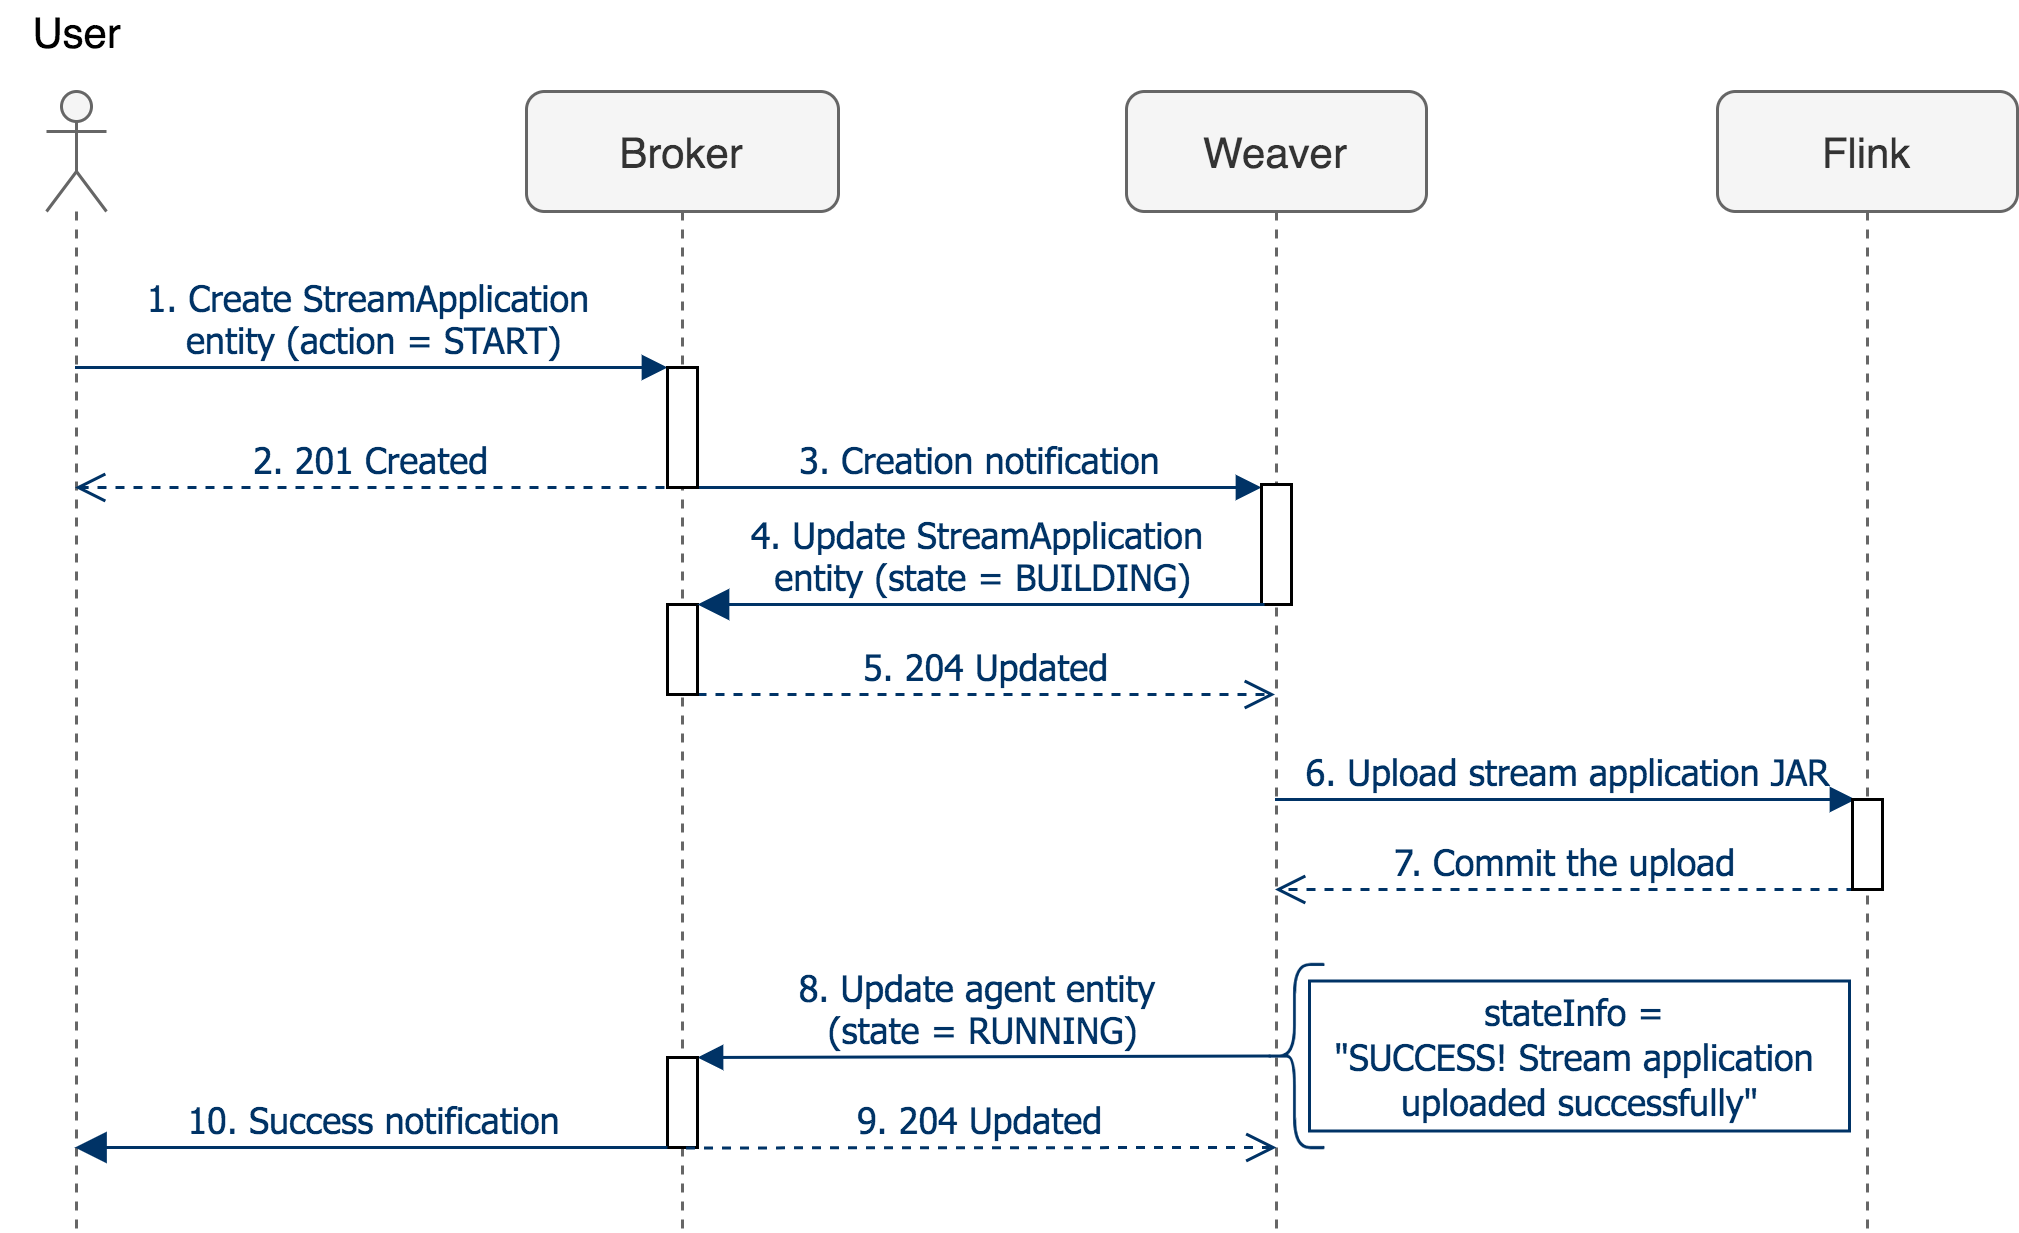 User
Broker
Weaver
Flink
1. Create StreamApplication
entity (action = START)
2. 201 Created
3. Creation notification
4. Update StreamApplication
entity (state = BUILDING)
5. 204 Updated
6. Upload stream application JAR
7. Commit the upload
8. Update agent entity
(state = RUNNING)
stateInfo =
"SUCCESS! Stream application
uploaded successfully"
10. Success notification
9. 204 Updated